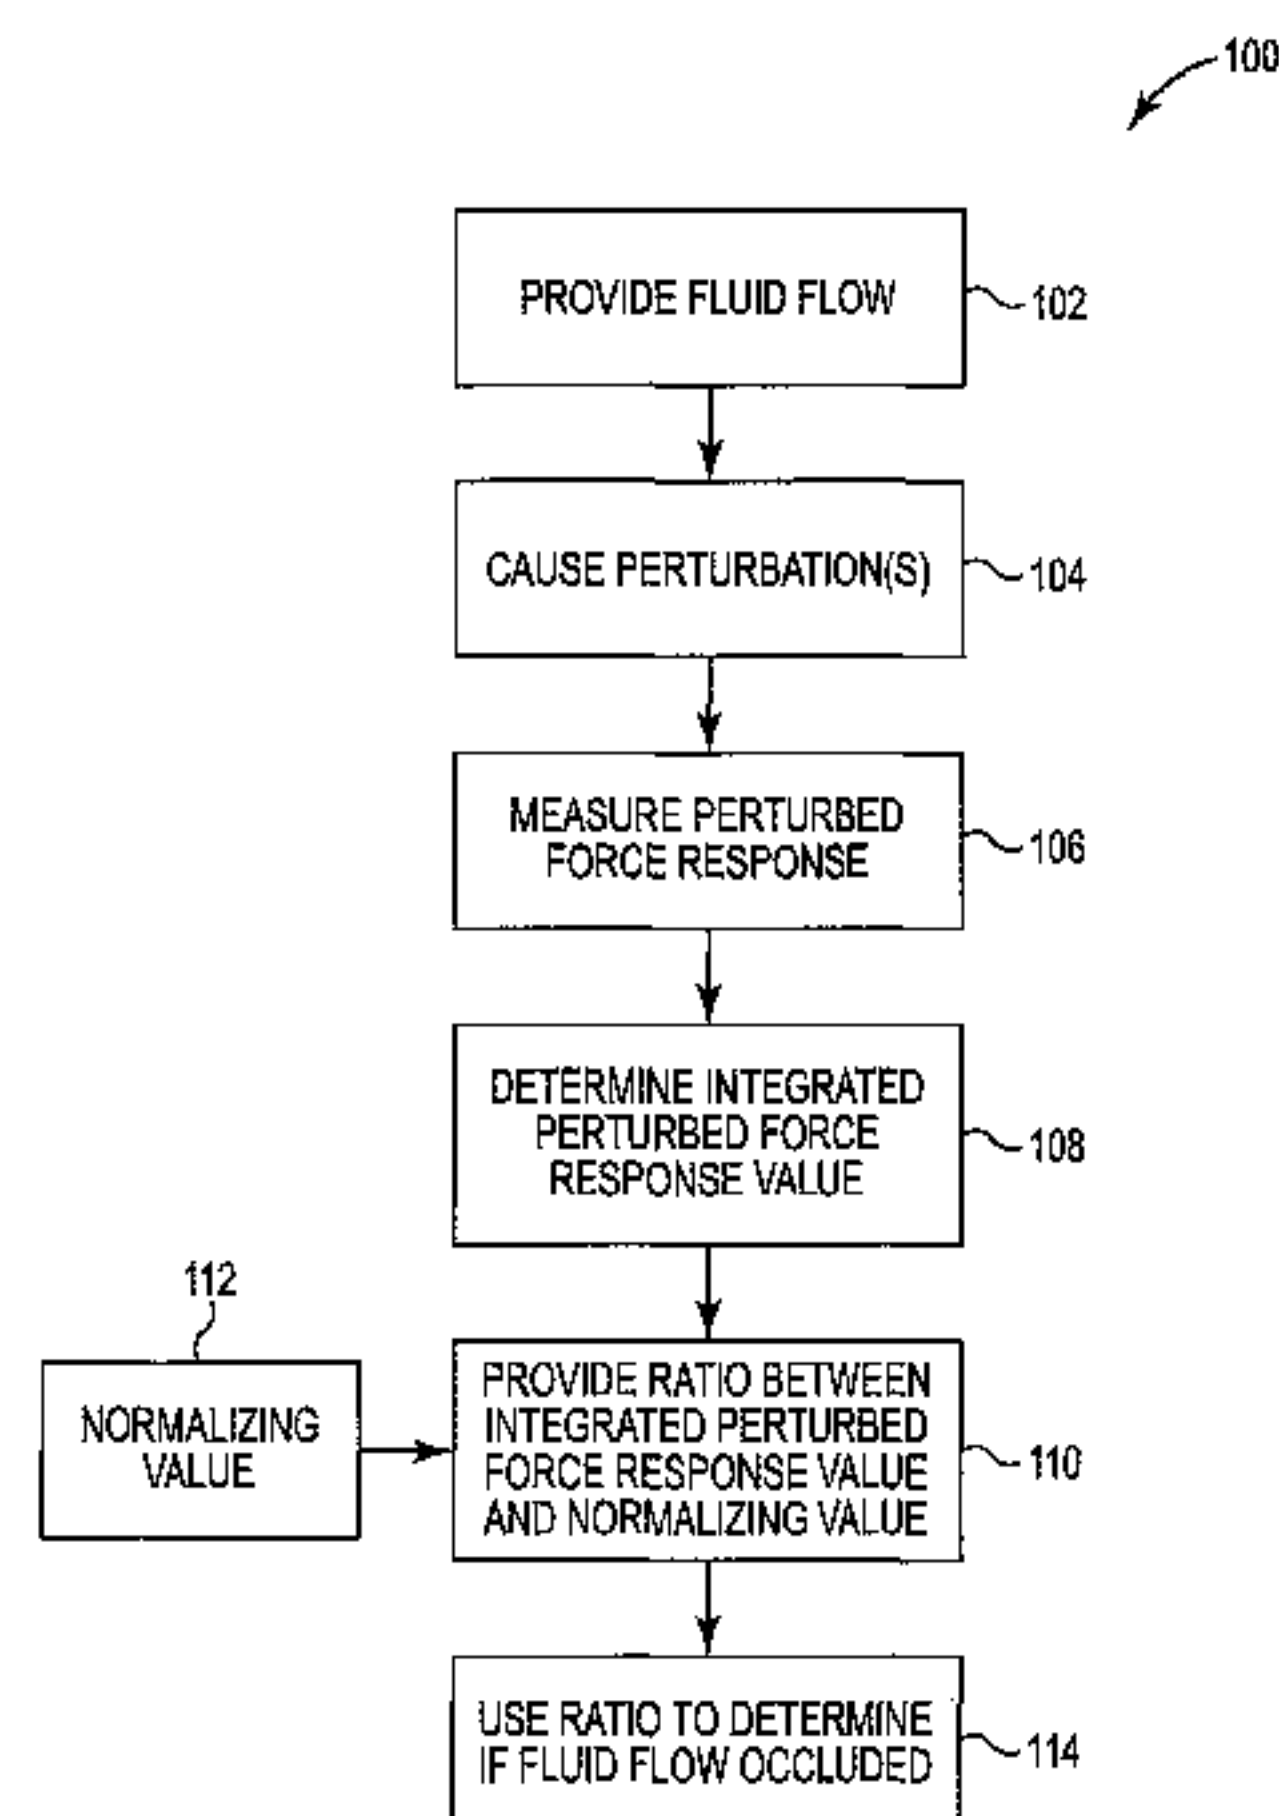 100
PROVIDE FLUID FLOW
102
CAUSE PERTURBATION(S)
104
MEASURE PERTURBED
FORCE RESPONSE
106
DETERMINE INTEGRATED
PERTURBED FORCE
RESPONSE VALUE
108
112
NORMALIZING
VALUE
PROVIDE RATIO BETWEEN
INTEGRATED PERTURBED
FORCE RESPONSE VALUE
AND NORMALIZING VALUE
110
USE RATIO TO DETERMINE
IF FLUID FLOW OCCLUDED
114